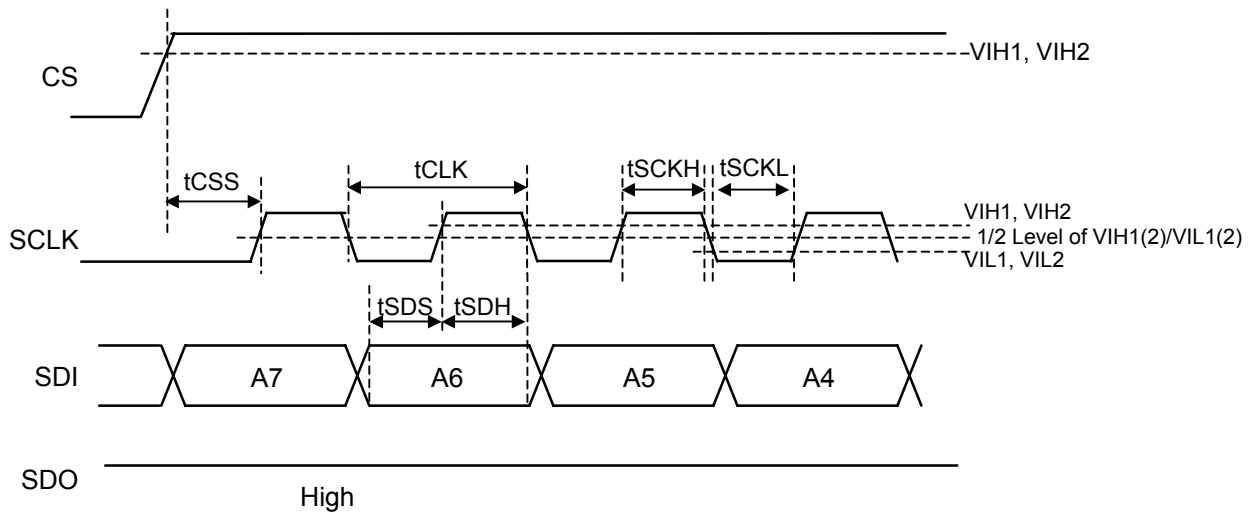 CS
VIH1, VIH2
tCSS
tCLK
tSCKH
tSCKL
SCLK
VIH1, VIH2
1/2 Level of VIH1(2)/VIL1(2)
VIL1, VIL2
tSDS
tSDH
SDI
A7
A6
A5
A4
SDO
High